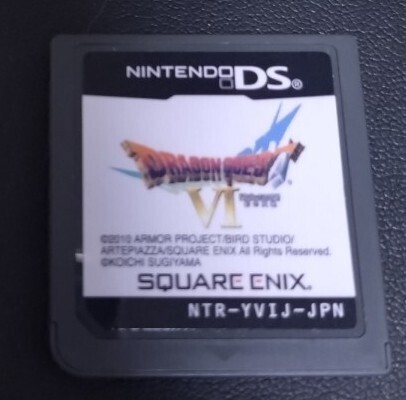 NINTENDO DS®
DRAGON QUEST
VI
©2010 ARMOR PROJECT/BIRD STUDIO/
ARTEPIAZZA/SQUARE ENIX All Rights Reserved.
©KOICHI SUGIYAMA
SQUARE ENIX.
NTR-YVIJ-JPN